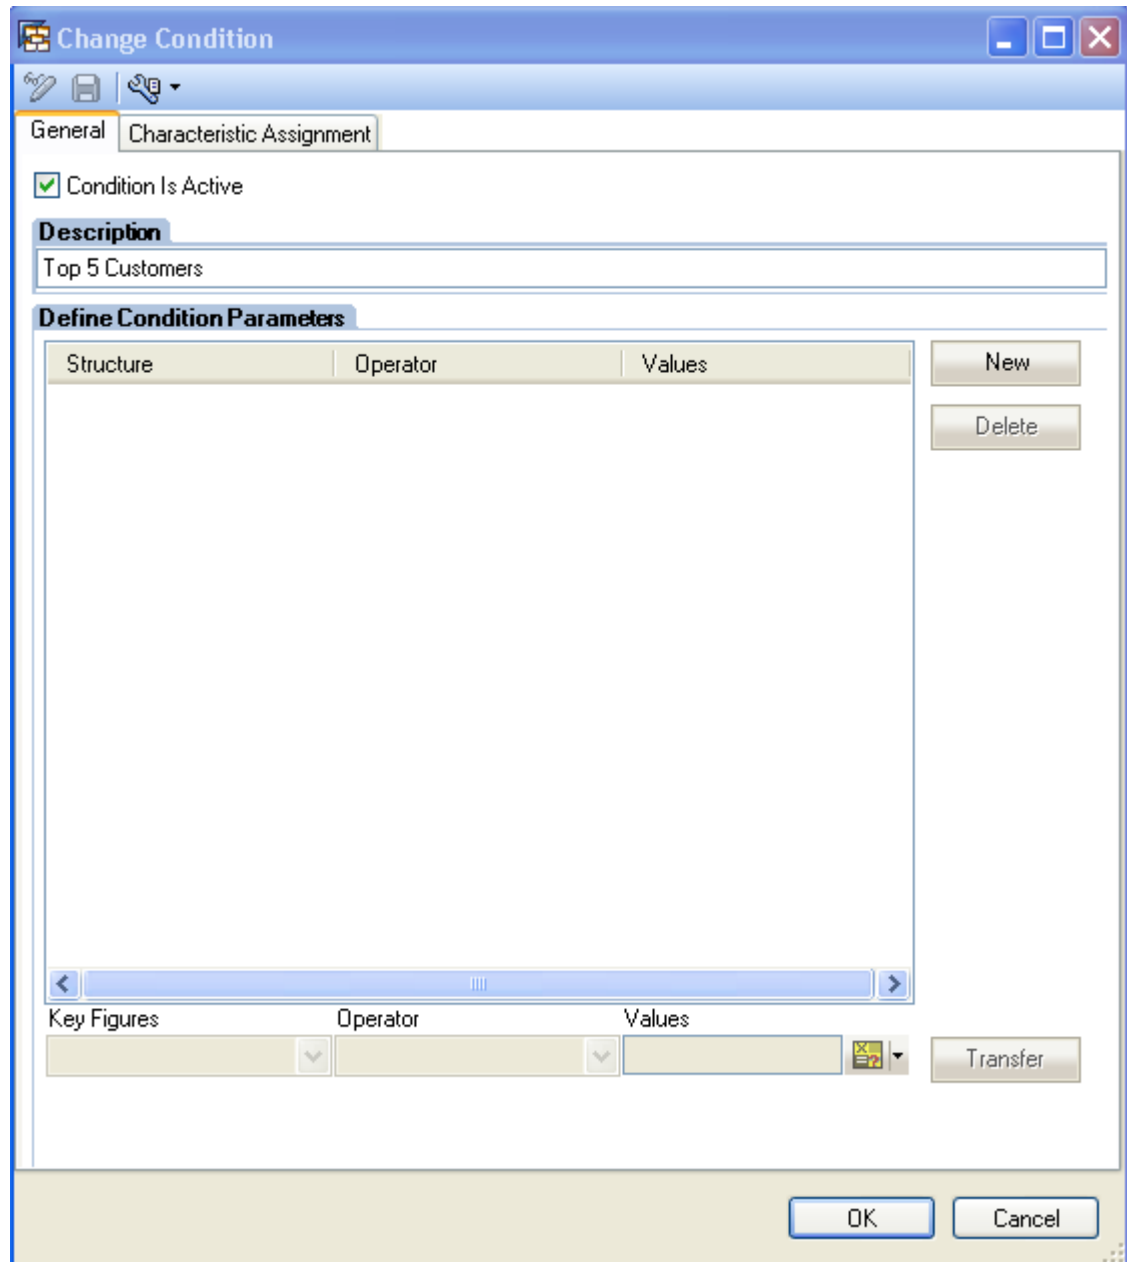 Change Condition
General Characteristic Assignment
Condition Is Active
Description
Top 5 Customers
Define Condition Parameters
Structure Operator Values New
Delete
Key Figures Operator Values
Transfer
OK Cancel